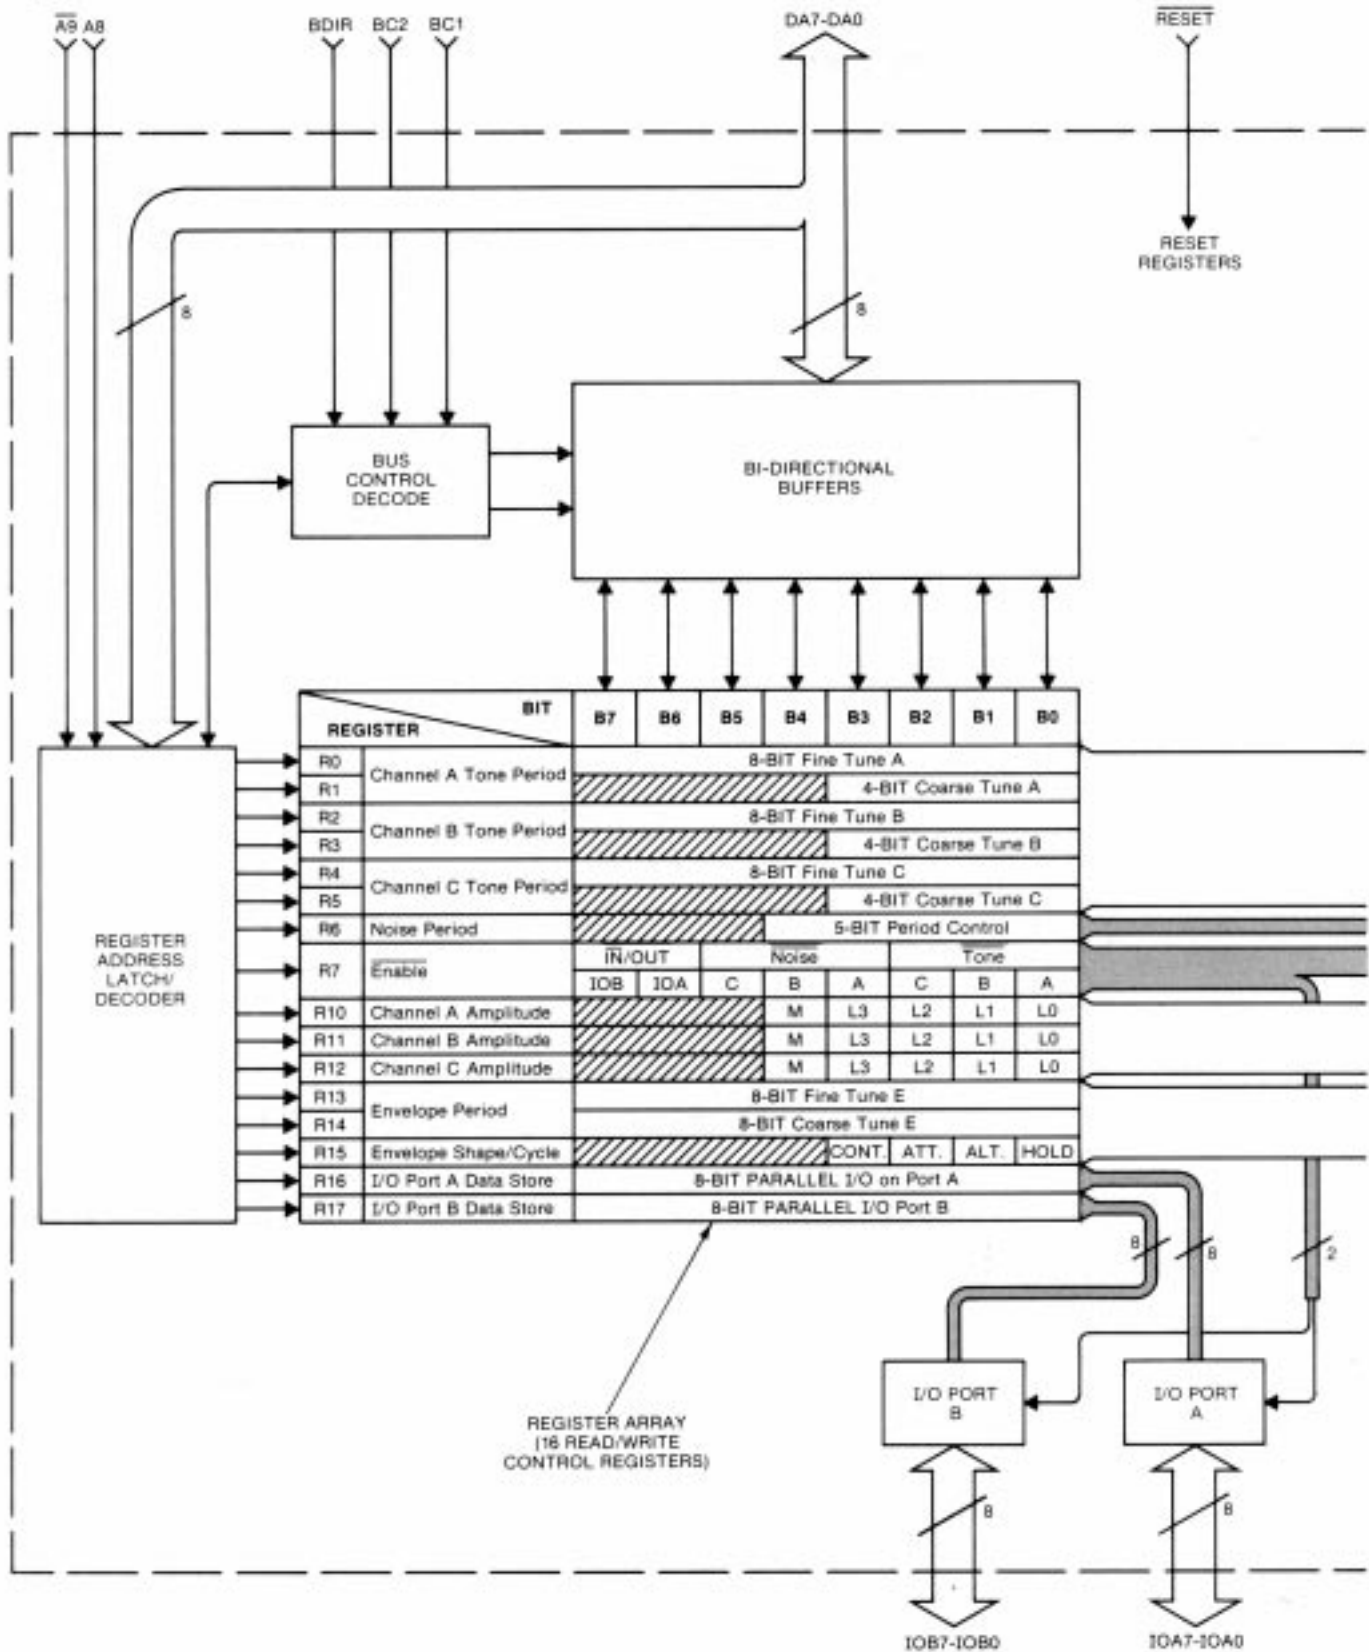 A9 A8 BDIR BC2 BC1 DA7-DA0 RESET
RESET
REGISTERS
8 8
BUS
CONTROL
DECODE
BI-DIRECTIONAL
BUFFERS
REGISTER BIT B7 B6 B5 B4 B3 B2 B1 B0
R0 Channel A Tone Period 8-BIT Fine Tune A
R1 4-BIT Coarse Tune A
R2 Channel B Tone Period 8-BIT Fine Tune B
R3 4-BIT Coarse Tune B
R4 Channel C Tone Period 8-BIT Fine Tune C
R5 4-BIT Coarse Tune C
R6 Noise Period 5-BIT Period Control
R7 Enable IN/OUT Noise Tone
IOB IOA C B A C B A
R10 Channel A Amplitude M L3 L2 L1 L0
R11 Channel B Amplitude M L3 L2 L1 L0
R12 Channel C Amplitude M L3 L2 L1 L0
R13 Envelope Period 8-BIT Fine Tune E
R14 8-BIT Coarse Tune E
R15 Envelope Shape/Cycle CONT. ATT. ALT. HOLD
R16 I/O Port A Data Store 8-BIT PARALLEL I/O on Port A
R17 I/O Port B Data Store 8-BIT PARALLEL I/O Port B
REGISTER
ADDRESS
LATCH/
DECODER
8 8 2
I/O PORT
B
I/O PORT
A
REGISTER ARRAY
(16 READ/WRITE
CONTROL REGISTERS)
8 8
IOB7-IOB0 IOA7-IOA0